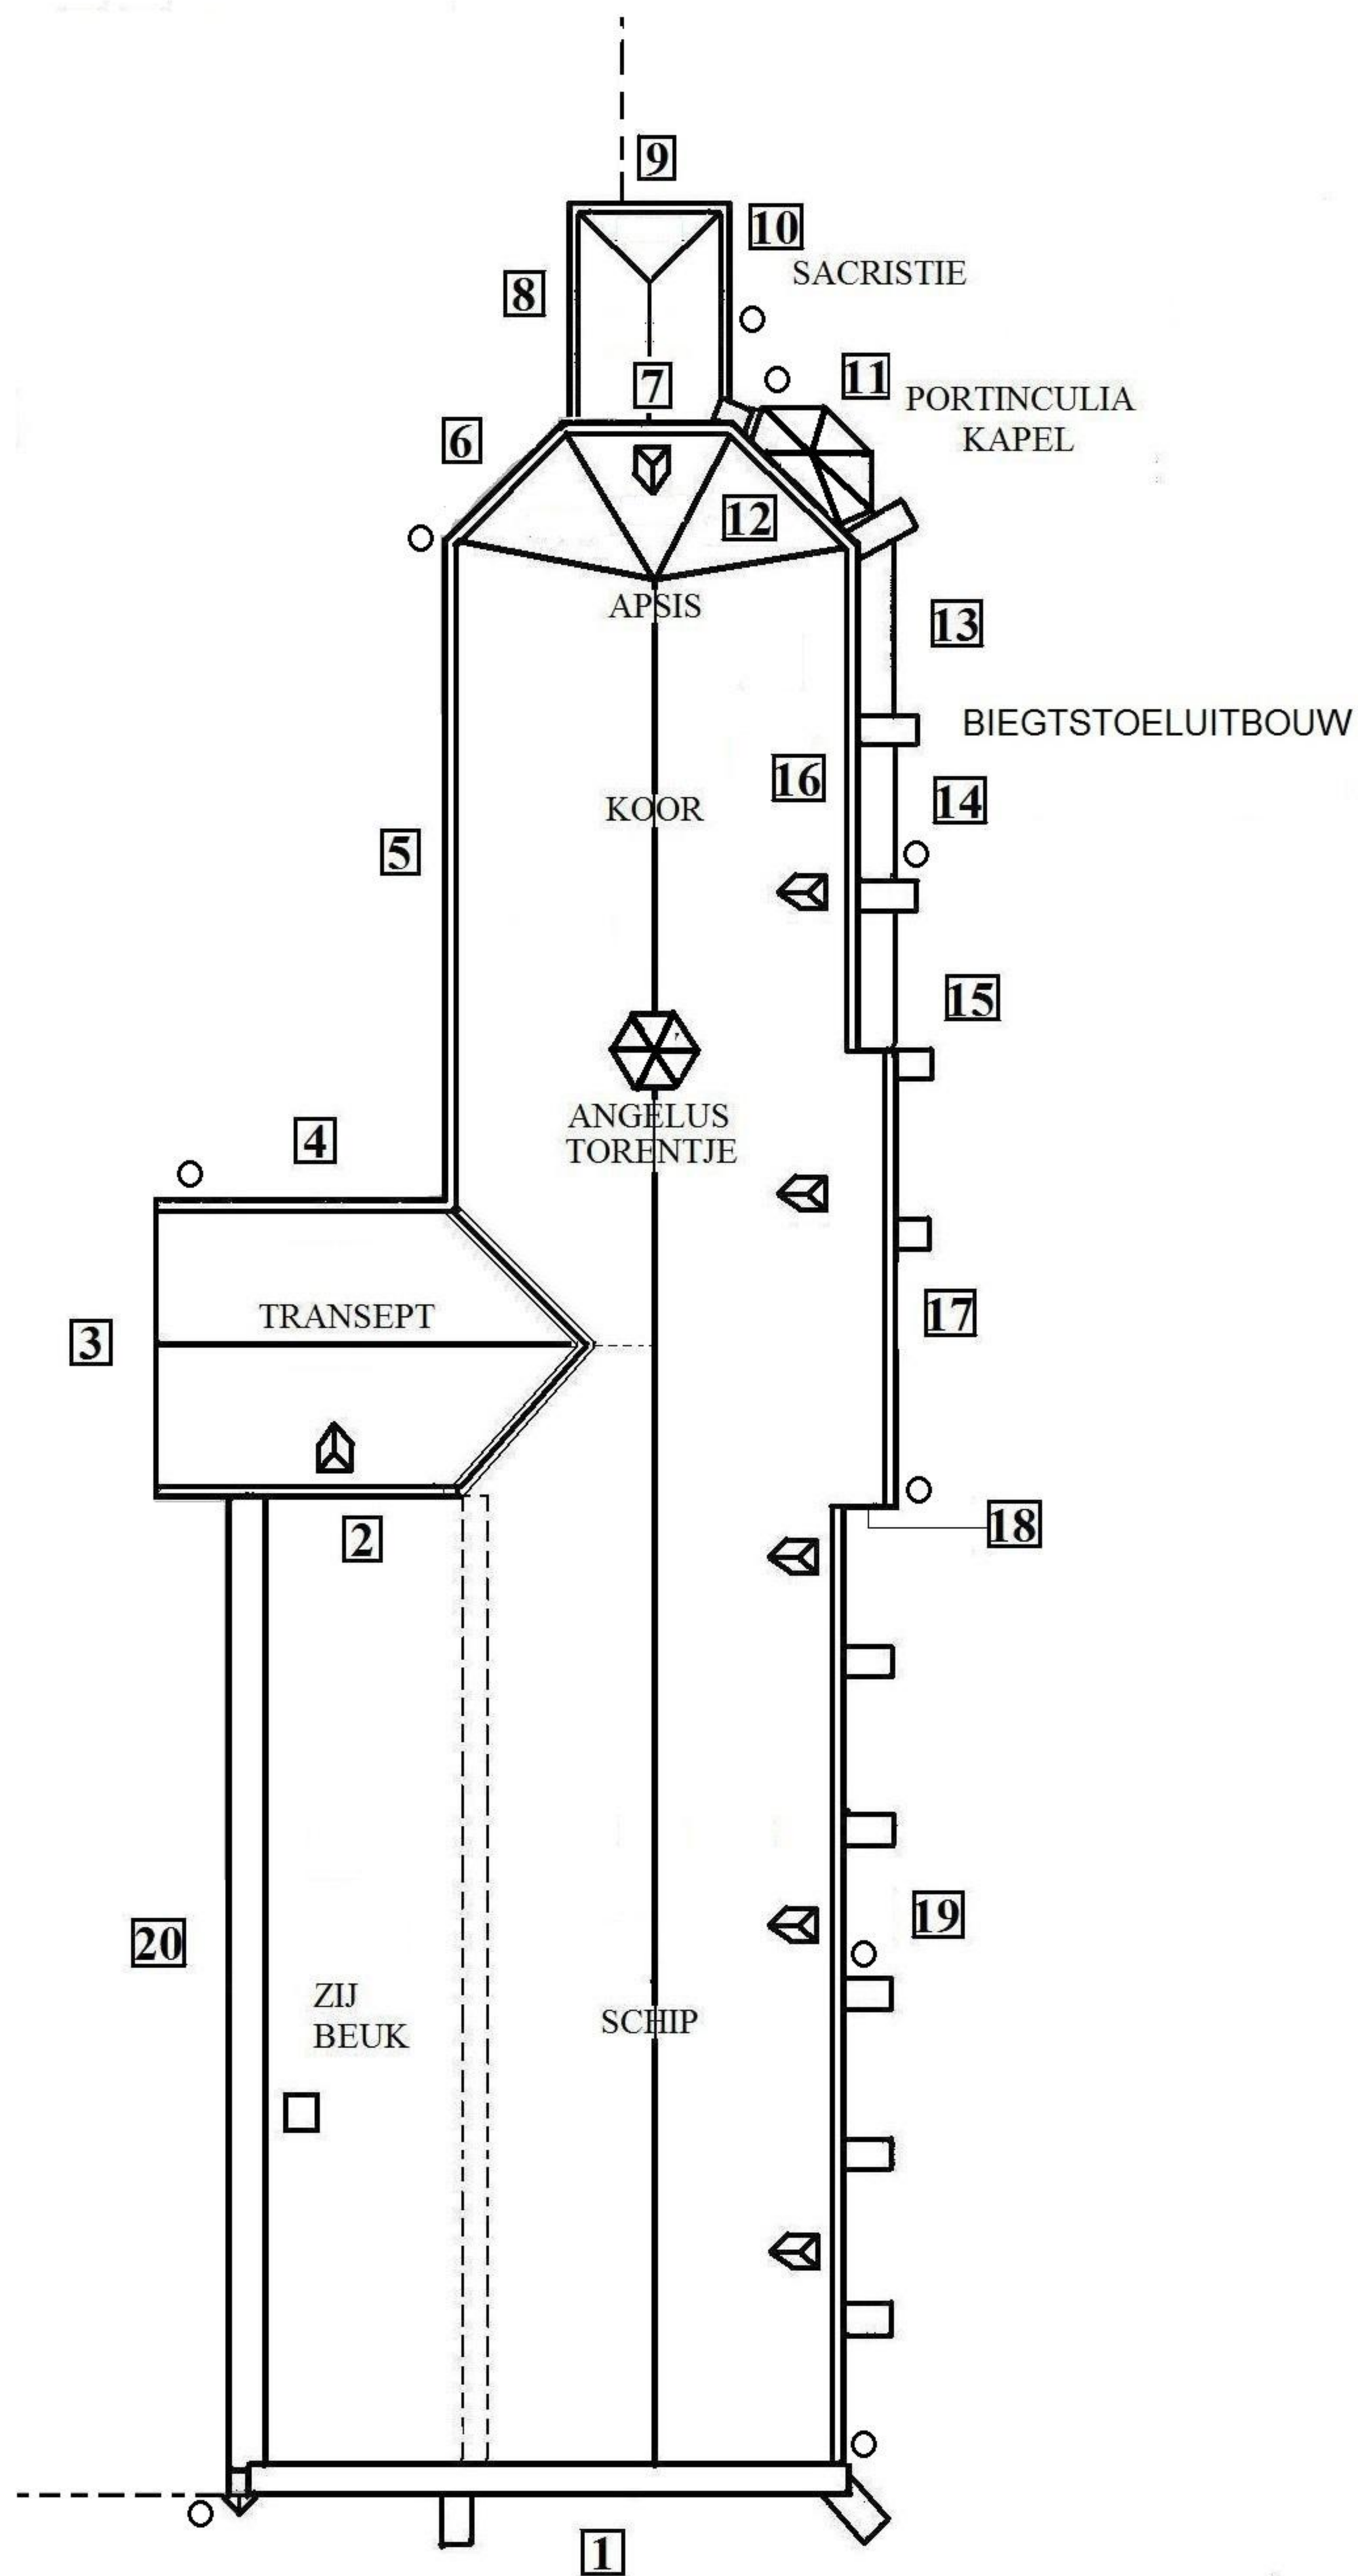 9
10
SACRISTIE
8
7
11
PORTINCULIA
KAPEL
6
12
APSIS
13
BIEGTSTOELUITBOUW
16
14
KOOR
5
15
ANGELUS
TORENTJE
4
TRANSEPT
3
17
2
18
19
20
ZIJ
BEUK
SCHIP
1